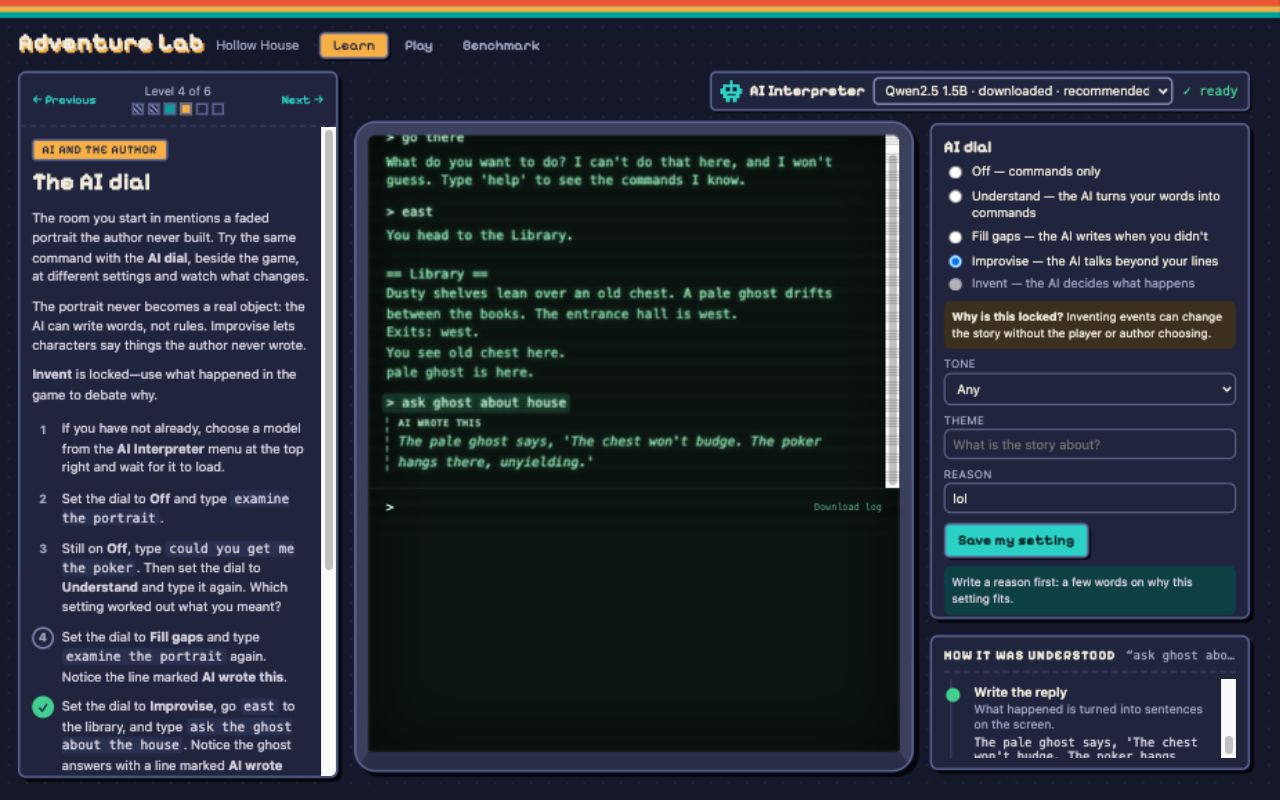 Adventure Lab Hollow House Learn Play Benchmark
← Previous
Level 4 of 6
Next →
AI AND THE AUTHOR
The AI dial
The room you start in mentions a faded
portrait the author never built. Try the same
command with the AI dial, beside the game,
at different settings and watch what changes.
The portrait never becomes a real object: the
AI can write words, not rules. Improvise lets
characters say things the author never wrote.
Invent is locked—use what happened in the
game to debate why.
1 If you have not already, choose a model
from the AI Interpreter menu at the top
right and wait for it to load.
2 Set the dial to Off and type examine
the portrait.
3 Still on Off, type could you get me
the poker. Then set the dial to
Understand and type it again. Which
setting worked out what you meant?
4 Set the dial to Fill gaps and type
examine the portrait again.
Notice the line marked AI wrote this.
✓ Set the dial to Improvise, go east to
the library, and type ask the ghost
about the house. Notice the ghost
answers with a line marked AI wrote
AI Interpreter Qwen2.5 1.5B · downloaded · recommended ✓ ready
> go there
What do you want to do? I can't do that here, and I won't
guess. Type 'help' to see the commands I know.
> east
You head to the Library.
== Library ==
Dusty shelves lean over an old chest. A pale ghost drifts
between the books. The entrance hall is west.
Exits: west.
You see old chest here.
pale ghost is here.
> ask ghost about house
AI WROTE THIS
The pale ghost says, 'The chest won't budge. The poker
hangs there, unyielding.'
>
Download log
AI dial
Off — commands only
Understand — the AI turns your words into
commands
Fill gaps — the AI writes when you didn't
Improvise — the AI talks beyond your lines
Invent — the AI decides what happens
Why is this locked? Inventing events can change
the story without the player or author choosing.
TONE
Any
THEME
What is the story about?
REASON
lol
Save my setting
Write a reason first: a few words on why this
setting fits.
HOW IT WAS UNDERSTOOD "ask ghost abo…
Write the reply
What happened is turned into sentences
on the screen.
The pale ghost says, 'The chest
won't budge. The poker hangs